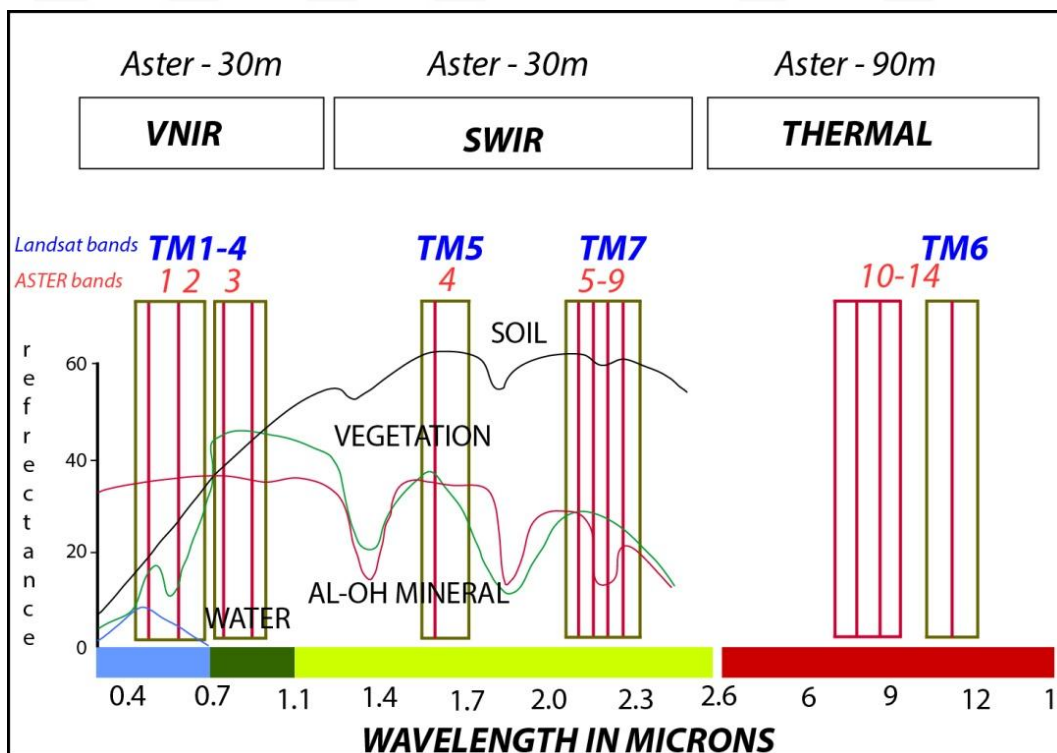 Aster - 30m Aster - 30m Aster - 90m
VNIR SWIR THERMAL
Landsat bands TM1-4 TM5 TM7 TM6
ASTER bands 1 2 3 4 5-9 10-14
SOIL
refrectance
60
VEGETATION
40
20
AL-OH MINERAL
WATER
0
0.4 0.7 1.1 1.4 1.7 2.0 2.3 2.6 6 9 12 1
WAVELENGTH IN MICRONS